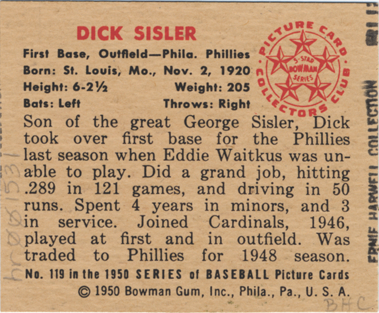 DICK SISLER
First Base, Outfield—Phila. Phillies
Born: St. Louis, Mo., Nov. 2, 1920
Height: 6-2½ Weight: 205
Bats: Left Throws: Right
PICTURE CARD COLLECTORS CLUB
5-STAR
BOWMAN
SERIES
Son of the great George Sisler, Dick
took over first base for the Phillies
last season when Eddie Waitkus was un-
able to play. Did a grand job, hitting
.289 in 121 games, and driving in 50
runs. Spent 4 years in minors, and 3
in service. Joined Cardinals, 1946,
played at first and in outfield. Was
traded to Phillies for 1948 season.
No. 119 in the 1950 SERIES of BASEBALL Picture Cards
©1950 Bowman Gum, Inc., Phila., Pa., U. S. A.
ERNIE HARWELL COLLECTION
BHC